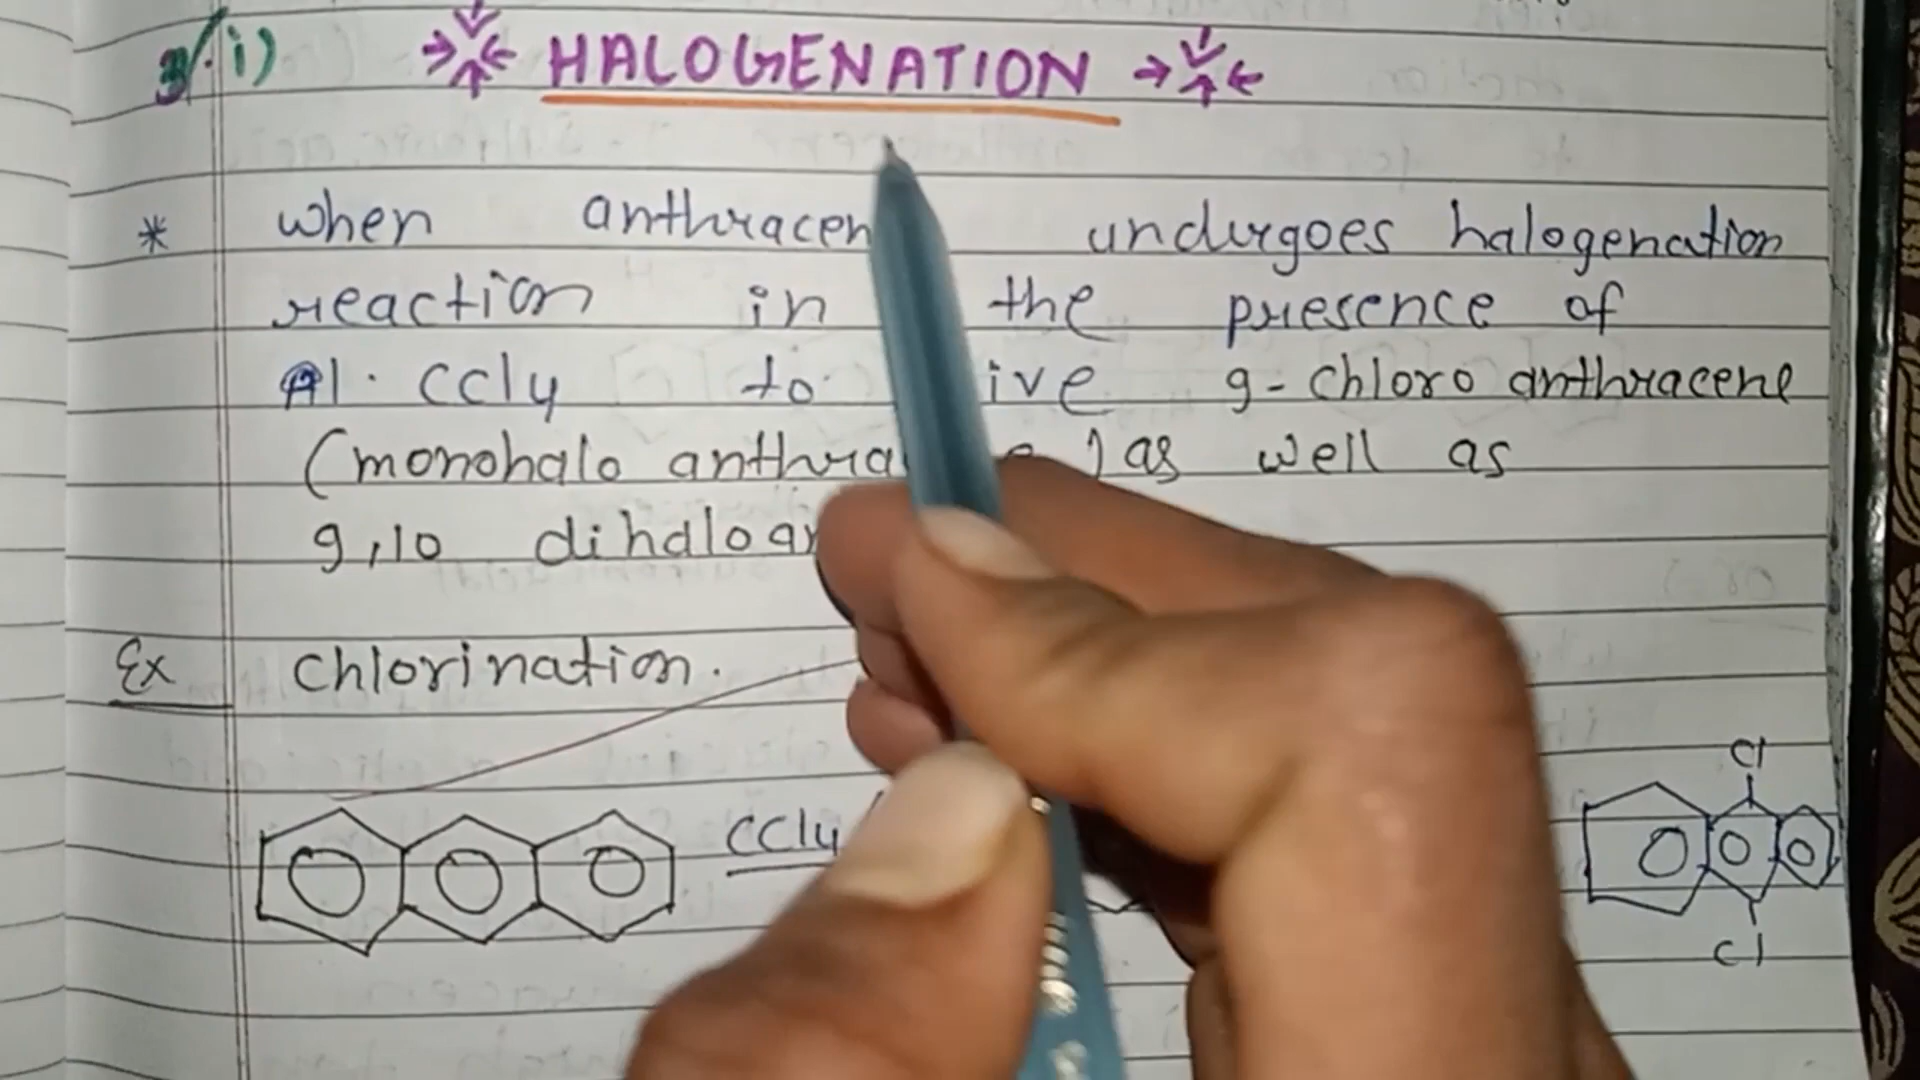 3/.i)
HALOGENATION
* when anthracen undergoes halogenation
reaction in the presence of
Al. CCl4 to ive 9-chloro anthracene
(monohalo anthra e) as well as
9,10 dihaloan
Ex chlorination.
CCl4
Cl
Cl